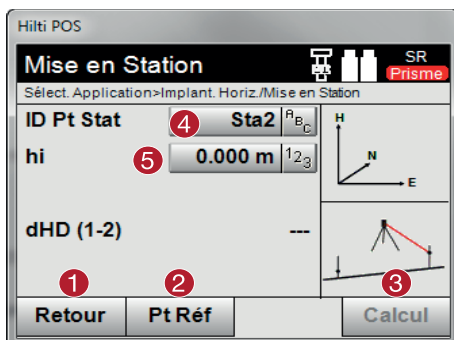 Hilti POS
Mise en Station
SR
Prisme
Sélect. Application>Implant. Horiz./Mise en Station
ID Pt Stat 4 Sta2 ABC
hi 5 0.000 m 123
H
N
E
dHD (1-2) ---
1 2 3
Retour Pt Réf Calcul